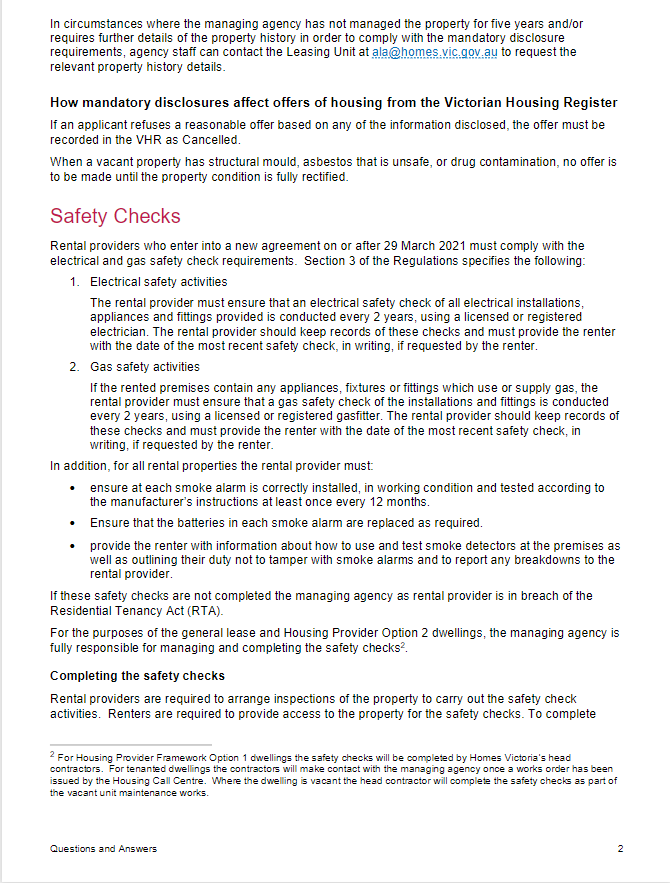 In circumstances where the managing agency has not managed the property for five years and/or
requires further details of the property history in order to comply with the mandatory disclosure
requirements, agency staff can contact the Leasing Unit at ala@homes.vic.gov.au to request the
relevant property history details.
How mandatory disclosures affect offers of housing from the Victorian Housing Register
If an applicant refuses a reasonable offer based on any of the information disclosed, the offer must be
recorded in the VHR as Cancelled.
When a vacant property has structural mould, asbestos that is unsafe, or drug contamination, no offer is
to be made until the property condition is fully rectified.
Safety Checks
Rental providers who enter into a new agreement on or after 29 March 2021 must comply with the
electrical and gas safety check requirements.  Section 3 of the Regulations specifies the following:
1. Electrical safety activities
The rental provider must ensure that an electrical safety check of all electrical installations,
appliances and fittings provided is conducted every 2 years, using a licensed or registered
electrician. The rental provider should keep records of these checks and must provide the renter
with the date of the most recent safety check, in writing, if requested by the renter.
2. Gas safety activities
If the rented premises contain any appliances, fixtures or fittings which use or supply gas, the
rental provider must ensure that a gas safety check of the installations and fittings is conducted
every 2 years, using a licensed or registered gasfitter. The rental provider should keep records of
these checks and must provide the renter with the date of the most recent safety check, in
writing, if requested by the renter.
In addition, for all rental properties the rental provider must:
• ensure at each smoke alarm is correctly installed, in working condition and tested according to
the manufacturer's instructions at least once every 12 months.
• Ensure that the batteries in each smoke alarm are replaced as required.
• provide the renter with information about how to use and test smoke detectors at the premises as
well as outlining their duty not to tamper with smoke alarms and to report any breakdowns to the
rental provider.
If these safety checks are not completed the managing agency as rental provider is in breach of the
Residential Tenancy Act (RTA).
For the purposes of the general lease and Housing Provider Option 2 dwellings, the managing agency is
fully responsible for managing and completing the safety checks².
Completing the safety checks
Rental providers are required to arrange inspections of the property to carry out the safety check
activities.  Renters are required to provide access to the property for the safety checks. To complete
² For Housing Provider Framework Option 1 dwellings the safety checks will be completed by Homes Victoria's head
contractors.  For tenanted dwellings the contractors will make contact with the managing agency once a works order has been
issued by the Housing Call Centre.  Where the dwelling is vacant the head contractor will complete the safety checks as part of
the vacant unit maintenance works.
Questions and Answers 2